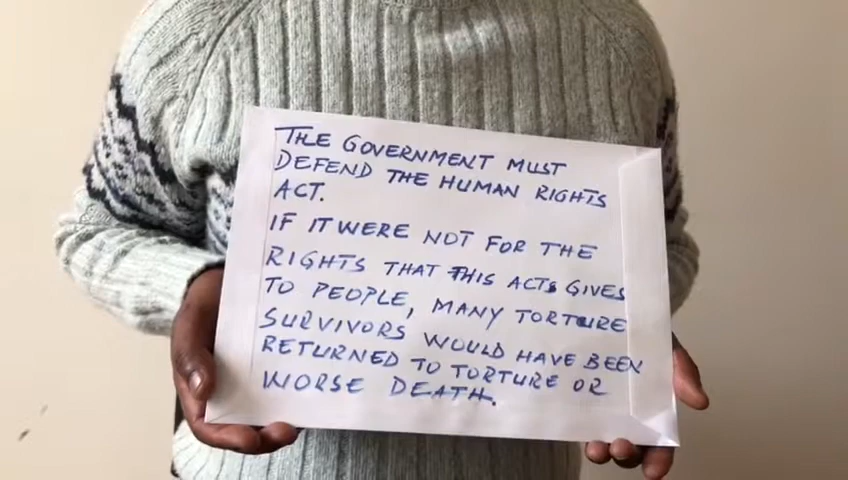 THE GOVERNMENT MUST
DEFEND THE HUMAN RIGHTS
ACT.
IF IT WERE NOT FOR THE
RIGHTS THAT THIS ACTS GIVES
TO PEOPLE, MANY TORTURE
SURVIVORS WOULD HAVE BEEN
RETURNED TO TORTURE OR
WORSE DEATH.